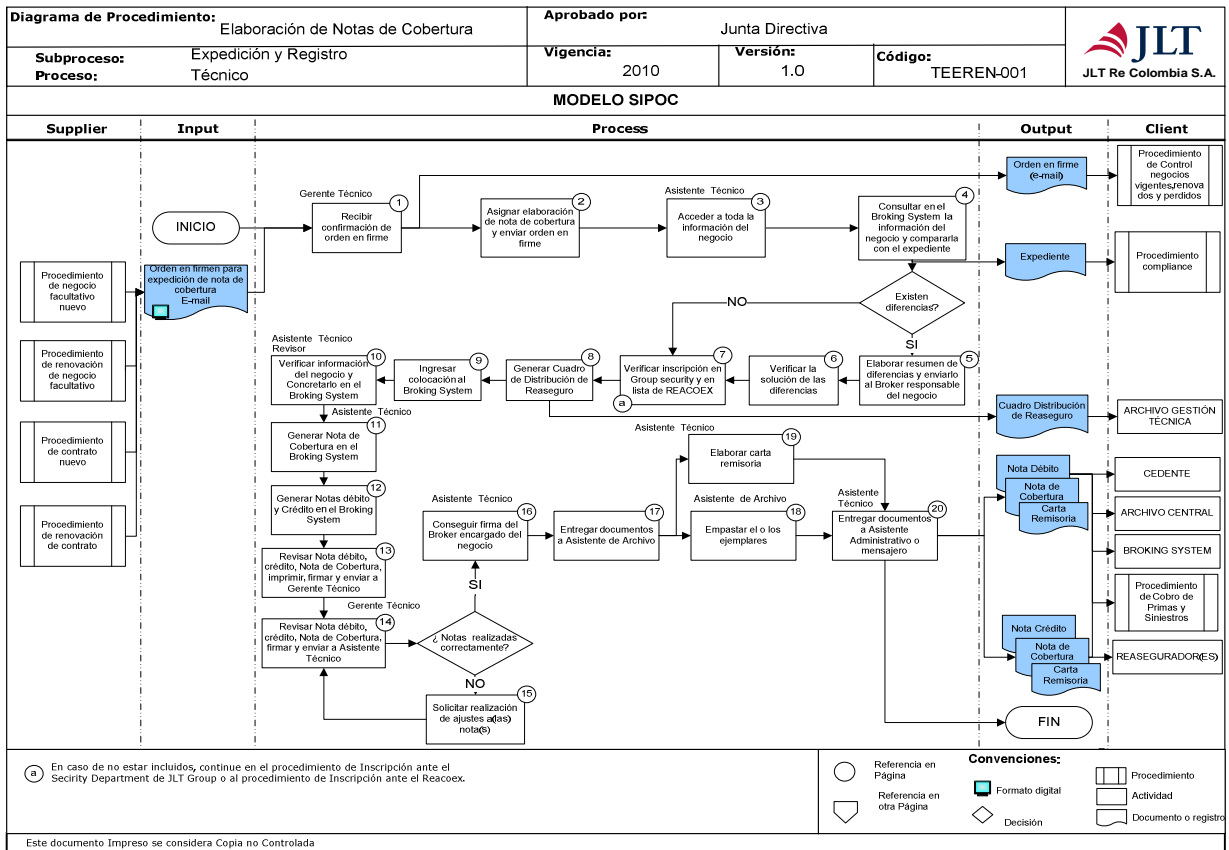 Diagrama de Procedimiento:
Elaboración de Notas de Cobertura
Aprobado por:
Junta Directiva
Subproceso:
Expedición y Registro
Proceso:
Técnico
Vigencia:
2010
Versión:
1.0
Código:
TEEREN-001
JLT
JLT Re Colombia S.A.
MODELO SIPOC
Supplier
Input
Process
Output
Client
INICIO
Procedimiento
de negocio
facultativo
nuevo
Procedimiento
de renovación
de negocio
facultativo
Procedimiento
de contrato
nuevo
Procedimiento
de renovación
de contrato
Orden en firmen para
expedición de nota de
cobertura
E-mail
Gerente Técnico
1
Recibir
confirmación de
orden en firme
2
Asignar elaboración
de nota de cobertura
y enviar orden en
firme
Asistente Técnico
3
Acceder a toda la
información del
negocio
4
Consultar en el
Broking System la
información del
negocio y compararla
con el expediente
Existen
diferencias?
NO
SI
5
Elaborar resumen de
diferencias y enviarlo
al Broker responsable
del negocio
6
Verificar la
solución de las
diferencias
7
Verificar inscripción en
Group security y en
lista de REACOEX
a
8
Generar Cuadro
de Distribución de
Reaseguro
9
Ingresar
colocación al
Broking System
Asistente Técnico
Revisor
10
Verificar información
del negocio y
Concretarlo en el
Broking System
Asistente Técnico
11
Generar Nota de
Cobertura en el
Broking System
12
Generar Notas débito
y Crédito en el Broking
System
13
Revisar Nota débito,
crédito, Nota de Cobertura,
imprimir, firmar y enviar a
Gerente Técnico
Gerente Técnico
14
Revisar Nota débito,
crédito, Nota de Cobertura,
firmar y enviar a Asistente
Técnico
¿ Notas realizadas
correctamente?
SI
NO
15
Solicitar realización
de ajustes a(las)
nota(s)
Asistente Técnico
16
Conseguir firma del
Broker encargado del
negocio
17
Entregar documentos
a Asistente de Archivo
Asistente de Archivo
18
Empastar el o los
ejemplares
Asistente Técnico
19
Elaborar carta
remisoria
Asistente
Técnico
20
Entregar documentos
a Asistente
Administrativo o
mensajero
Orden en firme
(e-mail)
Expediente
Cuadro Distribución
de Reaseguro
Nota Débito
Nota de
Cobertura
Carta
Remisoria
Nota Crédito
Nota de
Cobertura
Carta
Remisoria
FIN
Procedimiento
de Control
negocios
vigentes,renova
dos y perdidos
Procedimiento
compliance
ARCHIVO GESTIÓN
TÉCNICA
CEDENTE
ARCHIVO CENTRAL
BROKING SYSTEM
Procedimiento
de Cobro de
Primas y
Siniestros
REASEGURADOR(ES)
a
En caso de no estar incluidos, continue en el procedimiento de Inscripción ante el
Secirity Department de JLT Group o al procedimiento de Inscripción ante el Reacoex.
Convenciones:
Referencia en
Página
Referencia en
otra Página
Formato digital
Decisión
Procedimiento
Actividad
Documento o registro
Este documento Impreso se considera Copia no Controlada